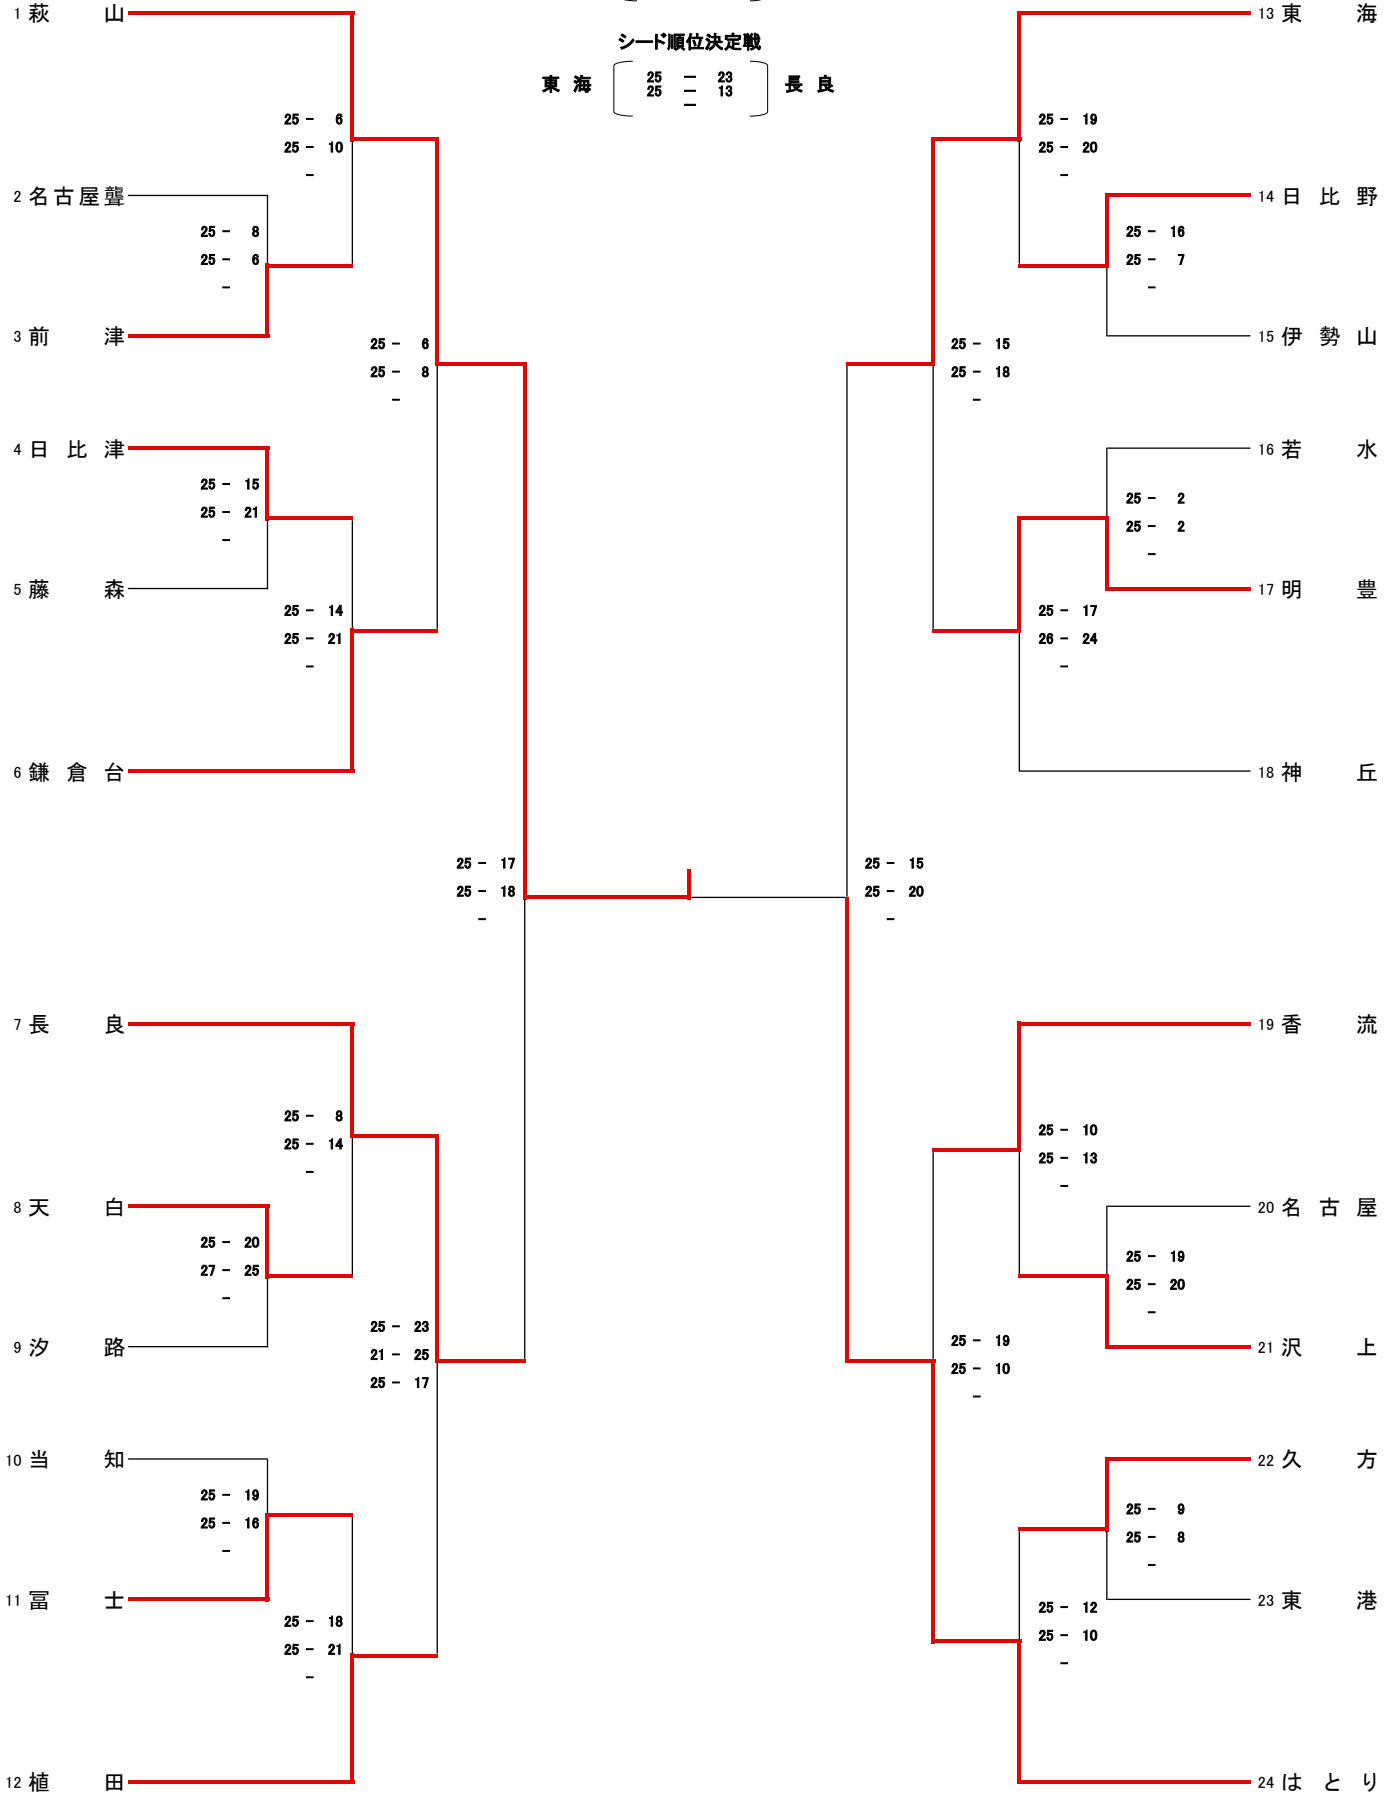 シード順位決定戦
東 海 25 － 23 長 良
25 － 13
－
1 萩 山
25 － 6
25 － 10
－
2 名古屋聾
25 － 8
25 － 6
－
3 前 津
25 － 6
25 － 8
－
4 日 比 津
25 － 15
25 － 21
－
5 藤 森
25 － 14
25 － 21
－
6 鎌 倉 台
25 － 17
25 － 18
－
7 長 良
25 － 8
25 － 14
－
8 天 白
25 － 20
27 － 25
－
9 汐 路
25 － 23
21 － 25
25 － 17
10 当 知
25 － 19
25 － 16
－
11 冨 士
25 － 18
25 － 21
－
12 植 田
13 東 海
25 － 19
25 － 20
－
14 日 比 野
25 － 16
25 － 7
－
15 伊 勢 山
25 － 15
25 － 18
－
16 若 水
25 － 2
25 － 2
－
17 明 豊
25 － 17
26 － 24
－
18 神 丘
25 － 15
25 － 20
－
19 香 流
25 － 10
25 － 13
－
20 名 古 屋
25 － 19
25 － 20
－
21 沢 上
25 － 19
25 － 10
－
22 久 方
25 － 9
25 － 8
－
23 東 港
25 － 12
25 － 10
－
24 は と り